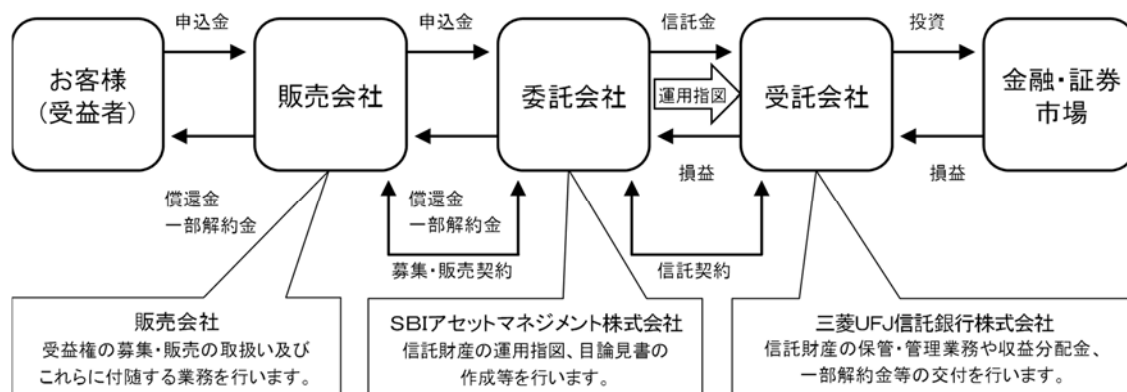 申込金
申込金
信託金
投資
お客様
(受益者)
販売会社
委託会社
運用指図
受託会社
金融・証券
市場
償還金
一部解約金
償還金
一部解約金
損益
損益
募集・販売契約
信託契約
販売会社
受益権の募集・販売の取扱い及び
これらに付随する業務を行います。
SBIアセットマネジメント株式会社
信託財産の運用指図、目論見書の
作成等を行います。
三菱UFJ信託銀行株式会社
信託財産の保管・管理業務や収益分配金、
一部解約金等の交付を行います。